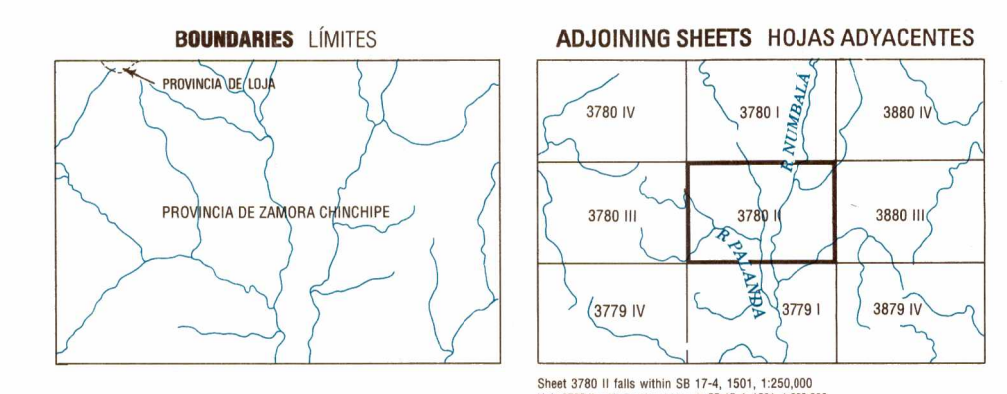 BOUNDARIES LÍMITES
PROVINCIA DE LOJA
PROVINCIA DE ZAMORA CHINCHIPE
ADJOINING SHEETS HOJAS ADYACENTES
3780 IV
3780 I
3880 IV
R NUMBALA
3780 III
3780 II
3880 III
R PALANDA
3779 IV
3779 I
3879 IV
Sheet 3780 II falls within SB 17-4, 1501, 1:250,000